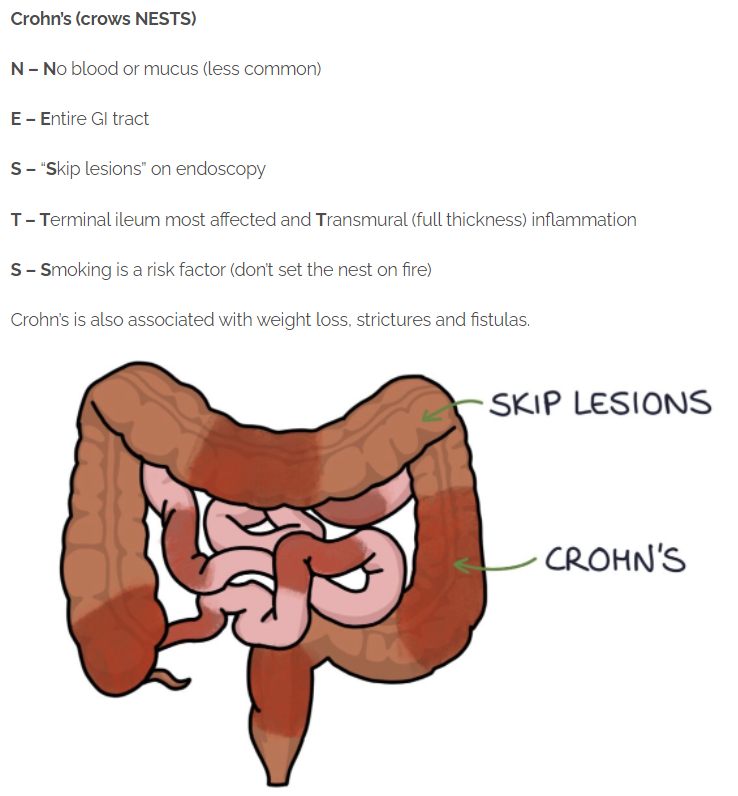 Crohn's (crows NESTS)
N – No blood or mucus (less common)
E – Entire GI tract
S – "Skip lesions" on endoscopy
T – Terminal ileum most affected and Transmural (full thickness) inflammation
S – Smoking is a risk factor (don't set the nest on fire)
Crohn's is also associated with weight loss, strictures and fistulas.
SKIP LESIONS
CROHN'S